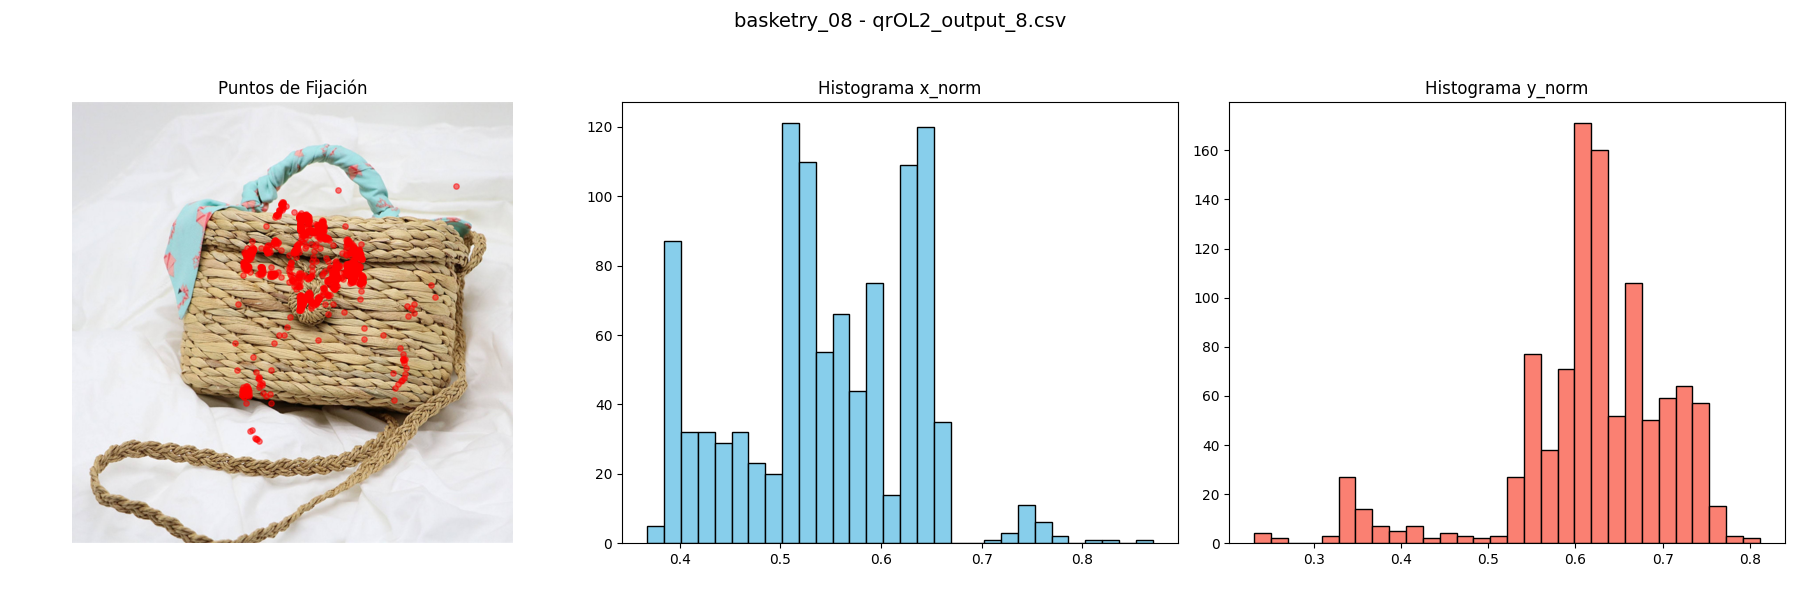 basketry_08 - qrOL2_output_8.csv
Puntos de Fijación
Histograma x_norm
Histograma y_norm
120
100
80
60
40
20
0
0.4 0.5 0.6 0.7 0.8
160
140
120
100
80
60
40
20
0
0.3 0.4 0.5 0.6 0.7 0.8